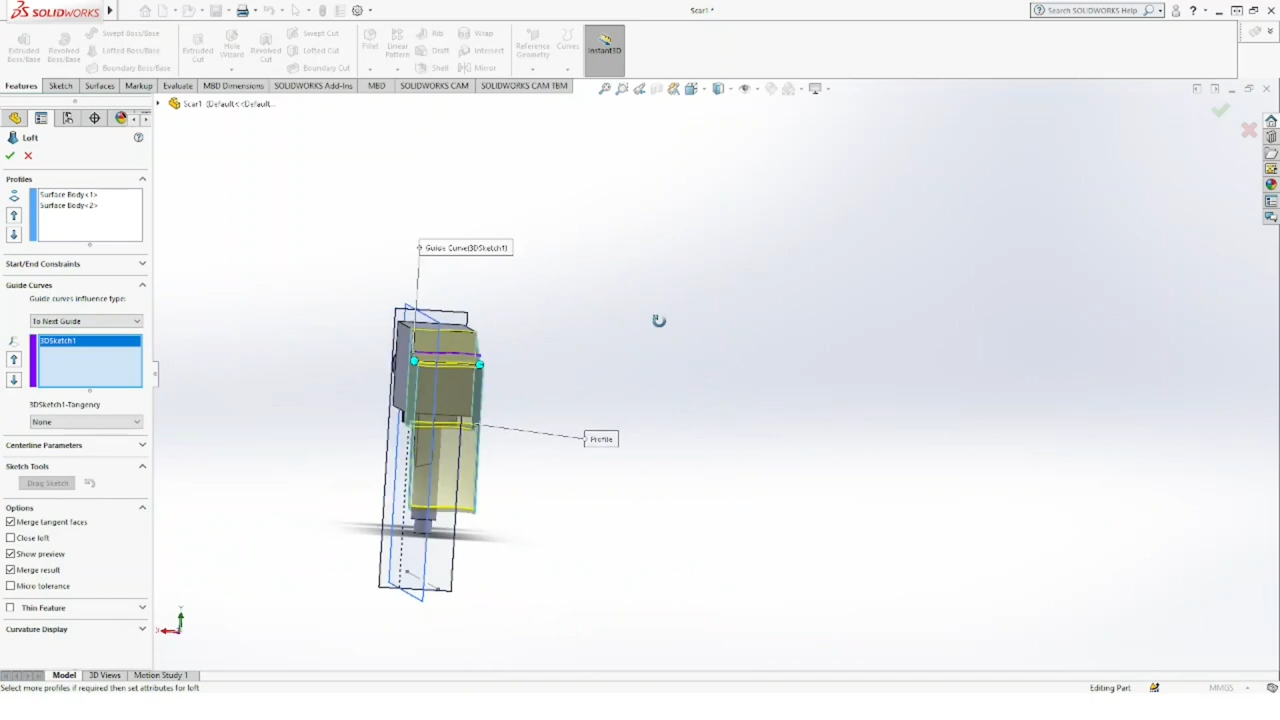 SOLIDWORKS
Scar1 *
Search SOLIDWORKS Help
Extruded Boss/Base
Revolved Boss/Base
Swept Boss/Base
Lofted Boss/Base
Boundary Boss/Base
Extruded Cut
Hole Wizard
Revolved Cut
Swept Cut
Lofted Cut
Boundary Cut
Fillet
Linear Pattern
Rib
Draft
Shell
Wrap
Intersect
Mirror
Reference Geometry
Curves
Instant3D
Features
Sketch
Surfaces
Markup
Evaluate
MBD Dimensions
SOLIDWORKS Add-Ins
MBD
SOLIDWORKS CAM
SOLIDWORKS CAM TBM
Scar1 (Default<<Default...
Loft
Profiles
Surface Body<1>
Surface Body<2>
Start/End Constraints
Guide Curves
Guide curves influence type:
To Next Guide
3DSketch1
3DSketch1-Tangency
None
Centerline Parameters
Sketch Tools
Drag Sketch
Options
Merge tangent faces
Close loft
Show preview
Merge result
Micro tolerance
Thin Feature
Curvature Display
Guide Curve(3DSketch1)
Profile
Y
X
Model
3D Views
Motion Study 1
Select more profiles if required then set attributes for loft
Editing Part
MMGS